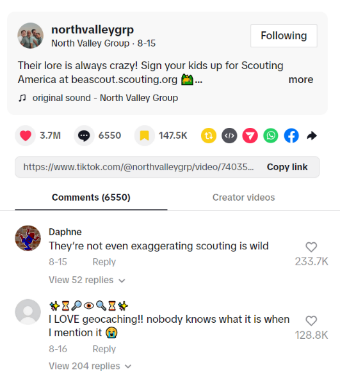 northvalleygrp
North Valley Group · 8-15
Following
Their lore is always crazy! Sign your kids up for Scouting
America at beascout.scouting.org 🏕️... more
♫ original sound - North Valley Group
3.7M
6550
147.5K
https://www.tiktok.com/@northvalleygrp/video/74035... Copy link
Comments (6550)
Creator videos
Daphne
They're not even exaggerating scouting is wild
8-15 Reply
233.7K
View 52 replies
✨⏳🔎👁️🔍⏳✨
I LOVE geocaching!! nobody knows what it is when
I mention it 😭
8-16 Reply
128.8K
View 204 replies